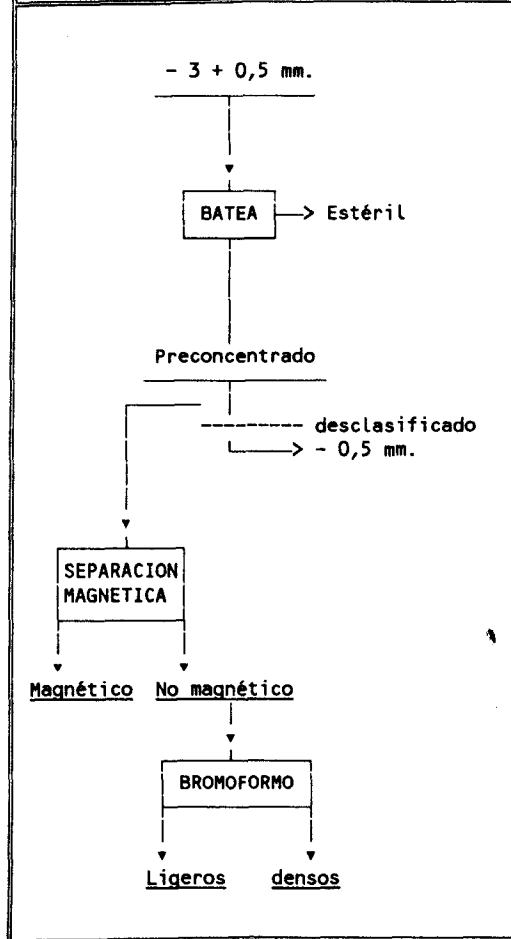 - 3 + 0,5 mm.
BATEA
Estéril
Preconcentrado
desclasificado
- 0,5 mm.
SEPARACION
MAGNETICA
Magnético No magnético
BROMOFORMO
Ligeros densos